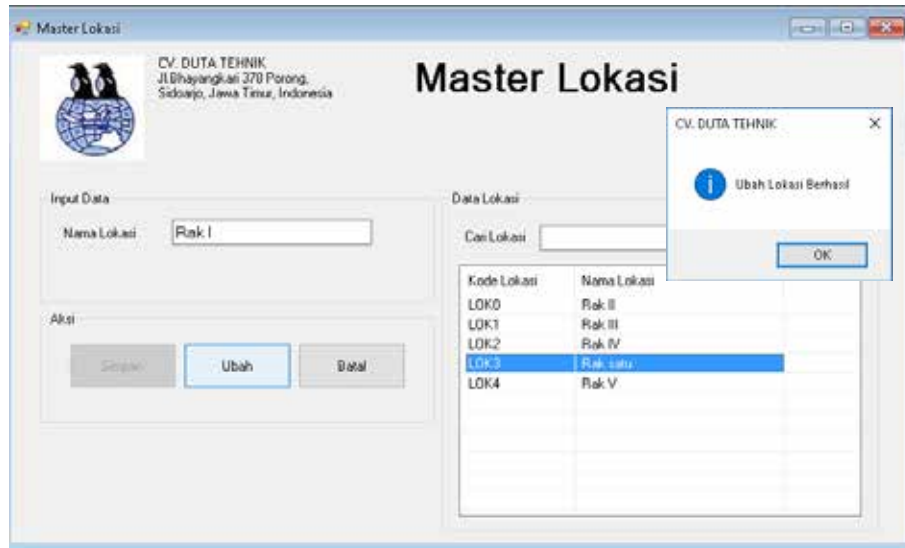 Master Lokasi
CV. DUTA TEHNIK
Jl.Bhayangkari 378 Porong,
Sidoarjo, Jawa Timur, Indonesia
Master Lokasi
CV. DUTA TEHNIK
Ubah Lokasi Berhasil
OK
Input Data
Nama Lokasi
Rak I
Aksi
Simpan
Ubah
Batal
Data Lokasi
Cari Lokasi
Kode Lokasi Nama Lokasi
LOK0 Rak II
LOK1 Rak III
LOK2 Rak IV
LOK3 Rak satu
LOK4 Rak V